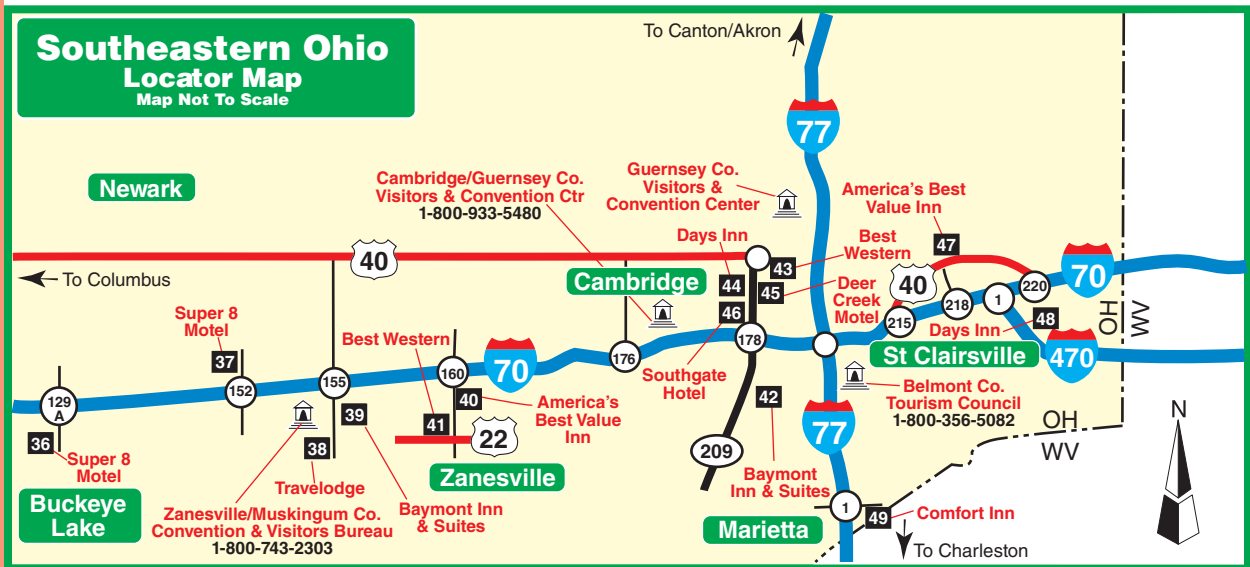 Southeastern Ohio
Locator Map
Map Not To Scale
To Canton/Akron
77
Newark
Cambridge/Guernsey Co.
Visitors & Convention Ctr
1-800-933-5480
Guernsey Co.
Visitors &
Convention Center
America's Best
Value Inn
47
40
To Columbus
Days Inn
44
43
Best
Western
45
Deer
Creek
Motel
46
Cambridge
40
70
215
218
1
220
Days Inn
48
OH
WV
St Clairsville
470
Super 8
Motel
37
Best Western
70
176
178
Southgate
Hotel
129
A
152
155
160
36
Super 8
Motel
Buckeye
Lake
38
Travelodge
39
Baymont Inn
& Suites
41
40
America's
Best Value
Inn
22
Zanesville
Zanesville/Muskingum Co.
Convention & Visitors Bureau
1-800-743-2303
209
42
Baymont
Inn & Suites
77
Belmont Co.
Tourism Council
1-800-356-5082
OH
WV
N
Marietta
1
49
Comfort Inn
To Charleston